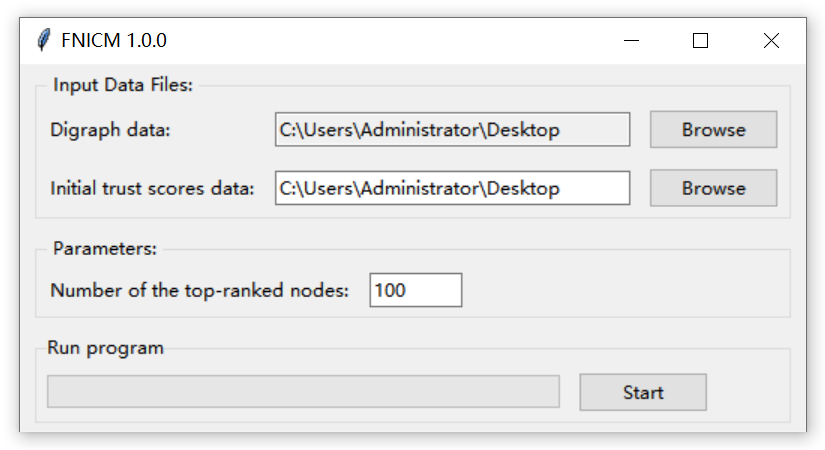 FNICM 1.0.0
Input Data Files:
Digraph data: C:\Users\Administrator\Desktop Browse
Initial trust scores data: C:\Users\Administrator\Desktop Browse
Parameters:
Number of the top-ranked nodes: 100
Run program
Start